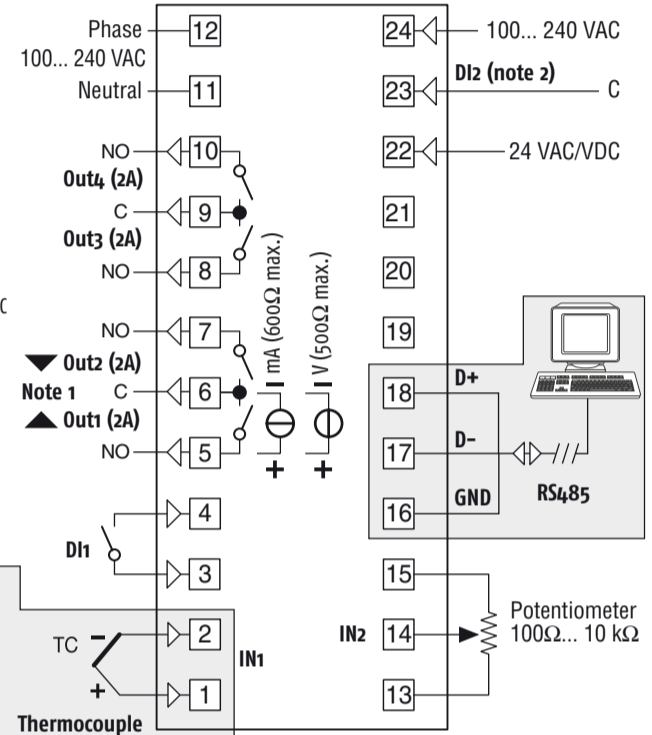 Phase
12
24
100... 240 VAC
100... 240 VAC
DI2 (note 2)
Neutral
11
23
C
NO
10
22
24 VAC/VDC
Out4 (2A)
C
9
21
Out3 (2A)
NO
8
20
mA (600Ω max.)
V (500Ω max.)
C
NO
7
19
Out2 (2A)
Note 1
C
6
18
D+
Out1 (2A)
NO
5
17
D-
+
+
RS485
4
16
GND
DI1
3
15
TC
−
2
IN1
IN2
14
Potentiometer
100Ω... 10 kΩ
+
1
13
Thermocouple